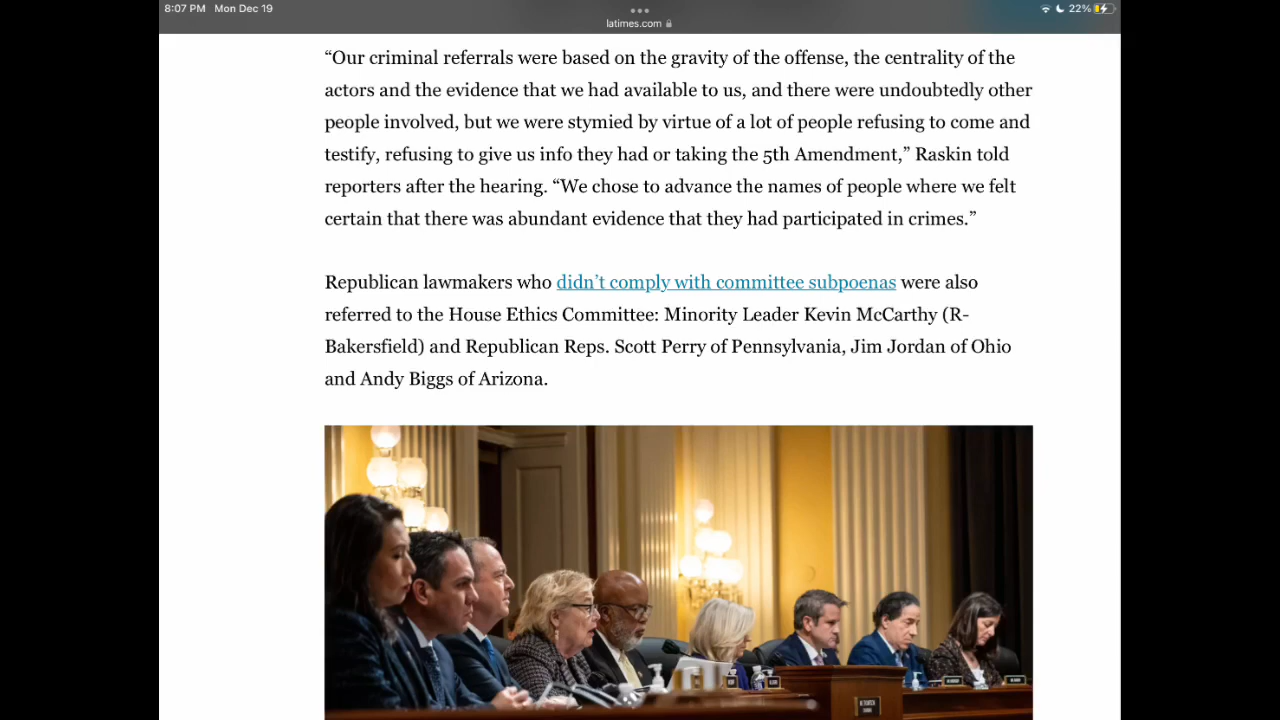 8:07 PM Mon Dec 19
22%
latimes.com
“Our criminal referrals were based on the gravity of the offense, the centrality of the
actors and the evidence that we had available to us, and there were undoubtedly other
people involved, but we were stymied by virtue of a lot of people refusing to come and
testify, refusing to give us info they had or taking the 5th Amendment,” Raskin told
reporters after the hearing. “We chose to advance the names of people where we felt
certain that there was abundant evidence that they had participated in crimes.”
Republican lawmakers who didn’t comply with committee subpoenas were also
referred to the House Ethics Committee: Minority Leader Kevin McCarthy (R-
Bakersfield) and Republican Reps. Scott Perry of Pennsylvania, Jim Jordan of Ohio
and Andy Biggs of Arizona.